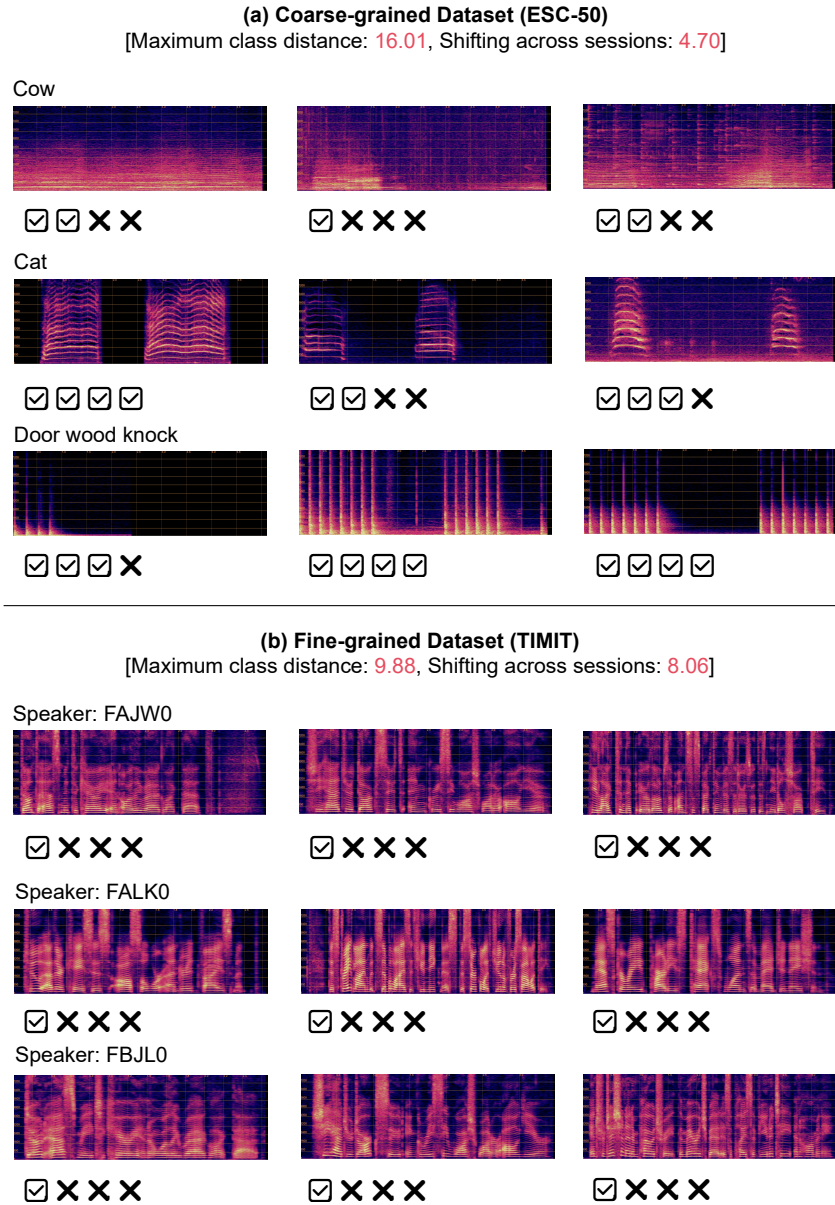 (a) Coarse-grained Dataset (ESC-50)
[Maximum class distance: 16.01, Shifting across sessions: 4.70]
Cow
Cat
Door wood knock
(b) Fine-grained Dataset (TIMIT)
[Maximum class distance: 9.88, Shifting across sessions: 8.06]
Speaker: FAJW0
Speaker: FALK0
Speaker: FBJL0